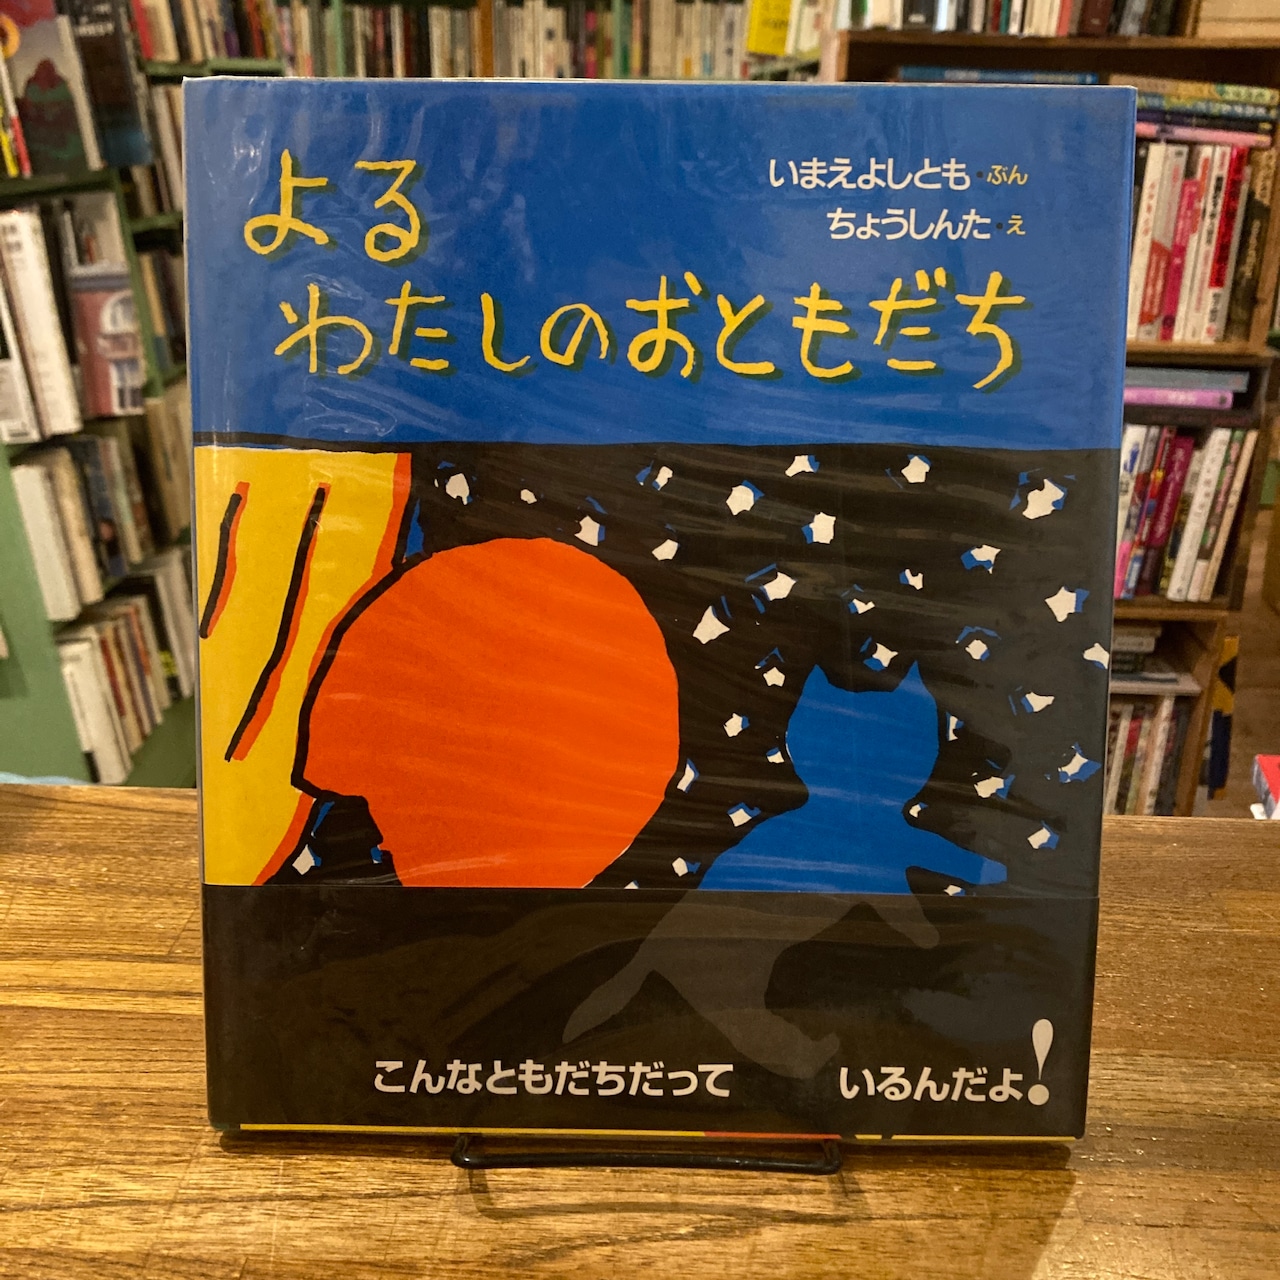 よる
わたしのおともだち
いまえよしとも・ぶん
ちょうしんた・え
こんなともだちだって いるんだよ!